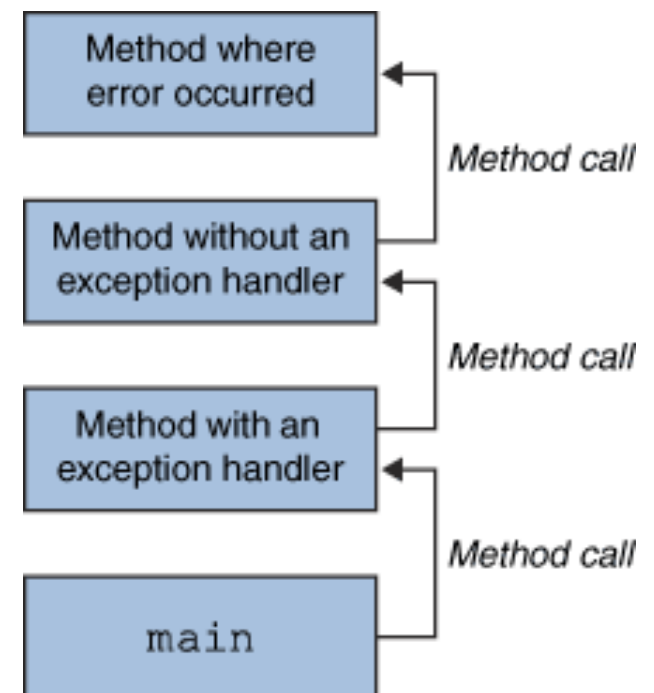 Method where
error occurred
Method call
Method without an
exception handler
Method call
Method with an
exception handler
Method call
main